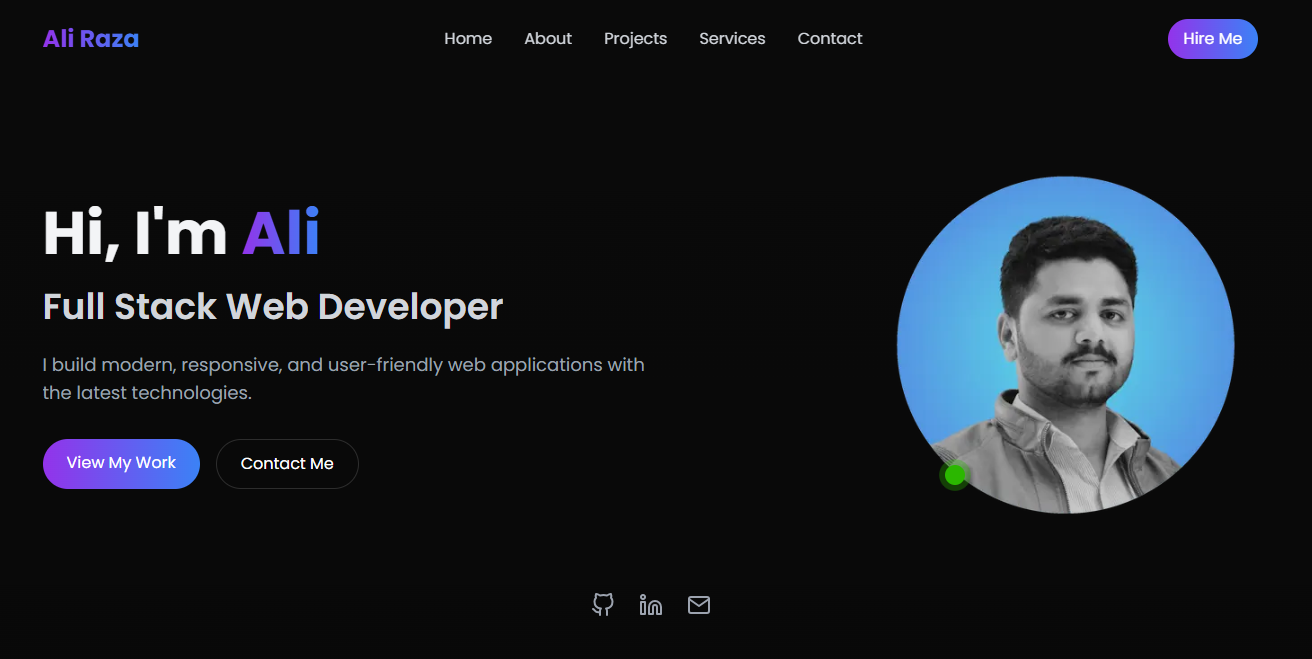 Ali Raza
Home
About
Projects
Services
Contact
Hire Me
Hi, I'm Ali
Full Stack Web Developer
I build modern, responsive, and user-friendly web applications with
the latest technologies.
View My Work
Contact Me